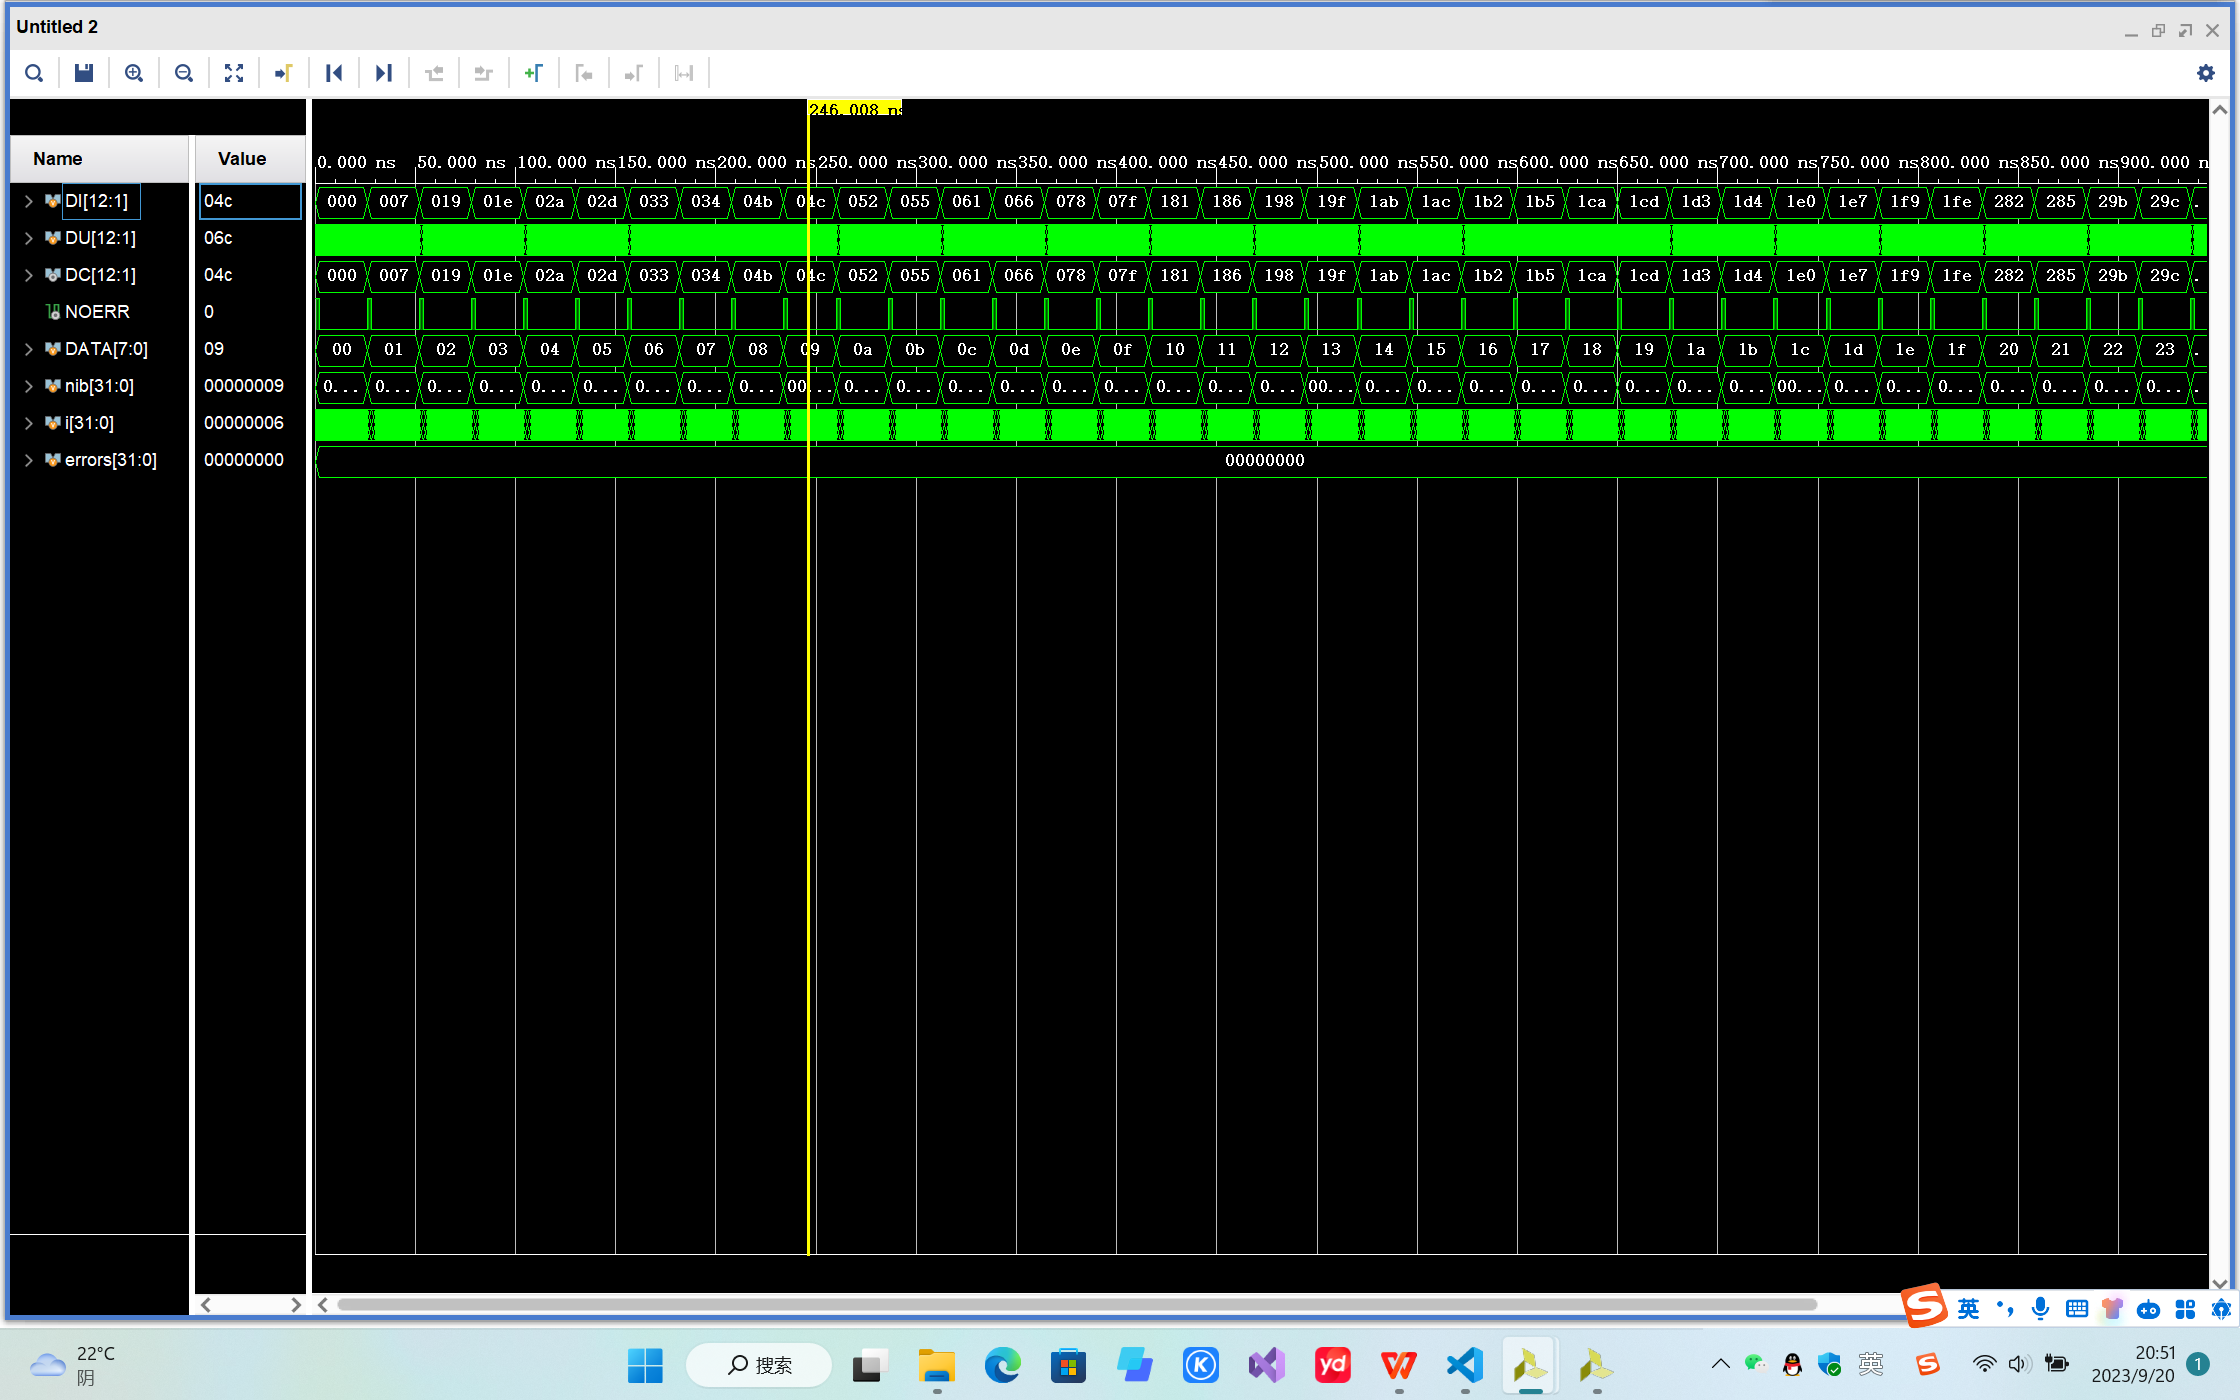 Untitled 2
246.008 ns
Name Value
0.000 ns 50.000 ns 100.000 ns 150.000 ns 200.000 ns 250.000 ns 300.000 ns 350.000 ns 400.000 ns 450.000 ns 500.000 ns 550.000 ns 600.000 ns 650.000 ns 700.000 ns 750.000 ns 800.000 ns 850.000 ns 900.000 n
DI[12:1] 04c 000 007 019 01e 02a 02d 033 034 04b 04c 052 055 061 066 078 07f 181 186 198 19f 1ab 1ac 1b2 1b5 1ca 1cd 1d3 1d4 1e0 1e7 1f9 1fe 282 285 29b 29c .
DU[12:1] 06c
DC[12:1] 04c 000 007 019 01e 02a 02d 033 034 04b 04c 052 055 061 066 078 07f 181 186 198 19f 1ab 1ac 1b2 1b5 1ca 1cd 1d3 1d4 1e0 1e7 1f9 1fe 282 285 29b 29c .
NOERR 0
DATA[7:0] 09 00 01 02 03 04 05 06 07 08 09 0a 0b 0c 0d 0e 0f 10 11 12 13 14 15 16 17 18 19 1a 1b 1c 1d 1e 1f 20 21 22 23 .
nib[31:0] 00000009 0... 0... 0... 0... 0... 0... 0... 0... 0... 00... 0... 0... 0... 0... 0... 0... 0... 0... 0... 00... 0... 0... 0... 0... 0... 0... 0... 0... 00... 0... 0... 0... 0... 0... 0... 0... .
i[31:0] 00000006
errors[31:0] 00000000 00000000
S 英
22°C
阴
搜索
K
yd
英
S
20:51
2023/9/20
1